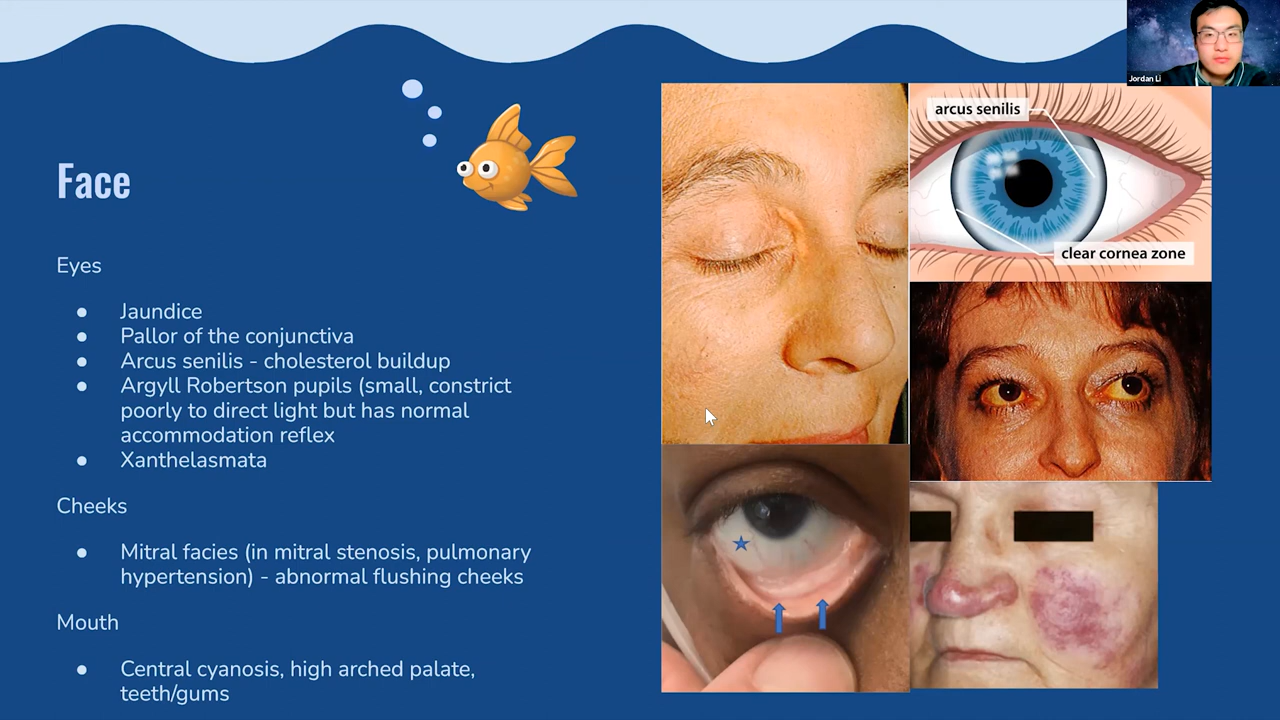 Jordan Li
Face
Eyes
● Jaundice
● Pallor of the conjunctiva
● Arcus senilis - cholesterol buildup
● Argyll Robertson pupils (small, constrict
poorly to direct light but has normal
accommodation reflex
● Xanthelasmata
Cheeks
● Mitral facies (in mitral stenosis, pulmonary
hypertension) - abnormal flushing cheeks
Mouth
● Central cyanosis, high arched palate,
teeth/gums
arcus senilis
clear cornea zone